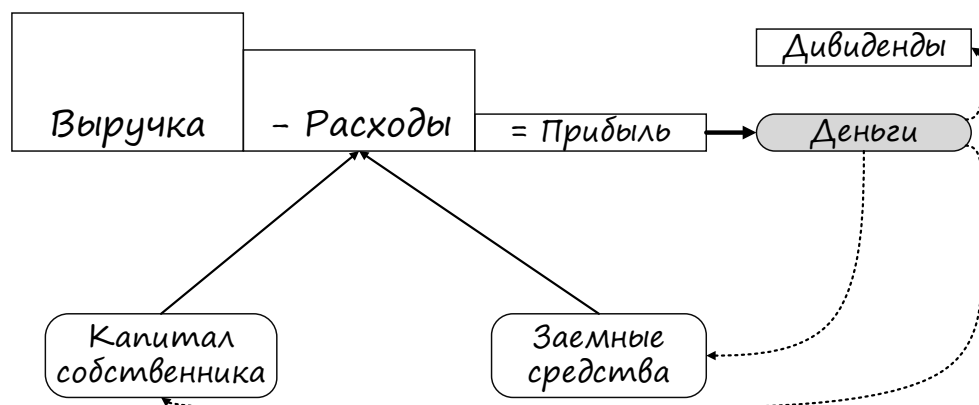 Дивиденды
Выручка
– Расходы
= Прибыль
Деньги
Капитал
собственника
Заемные
средства